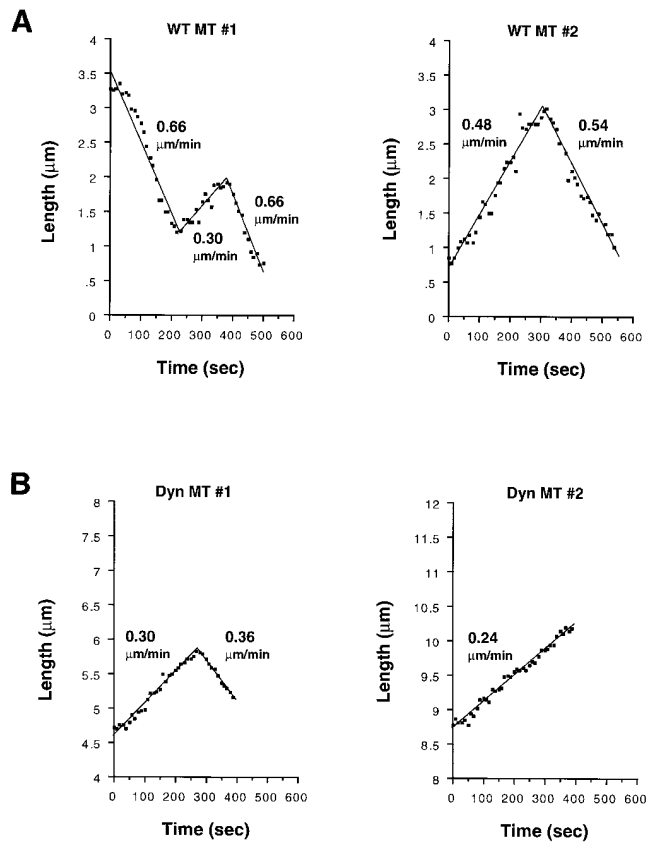 A
WT MT #1
WT MT #2
4
3.5
3
2.5
2
1.5
1
.5
0
Length (µm)
0.66
µm/min
0.30
µm/min
0.66
µm/min
0 100 200 300 400 500 600
Time (sec)
4
3.5
3
2.5
2
1.5
1
.5
0
Length (µm)
0.48
µm/min
0.54
µm/min
0 100 200 300 400 500 600
Time (sec)
B
Dyn MT #1
Dyn MT #2
8
7.5
7
6.5
6
5.5
5
4.5
4
Length (µm)
0.30
µm/min
0.36
µm/min
0 100 200 300 400 500 600
Time (sec)
12
11.5
11
10.5
10
9.5
9
8.5
8
Length (µm)
0.24
µm/min
0 100 200 300 400 500 600
Time (sec)